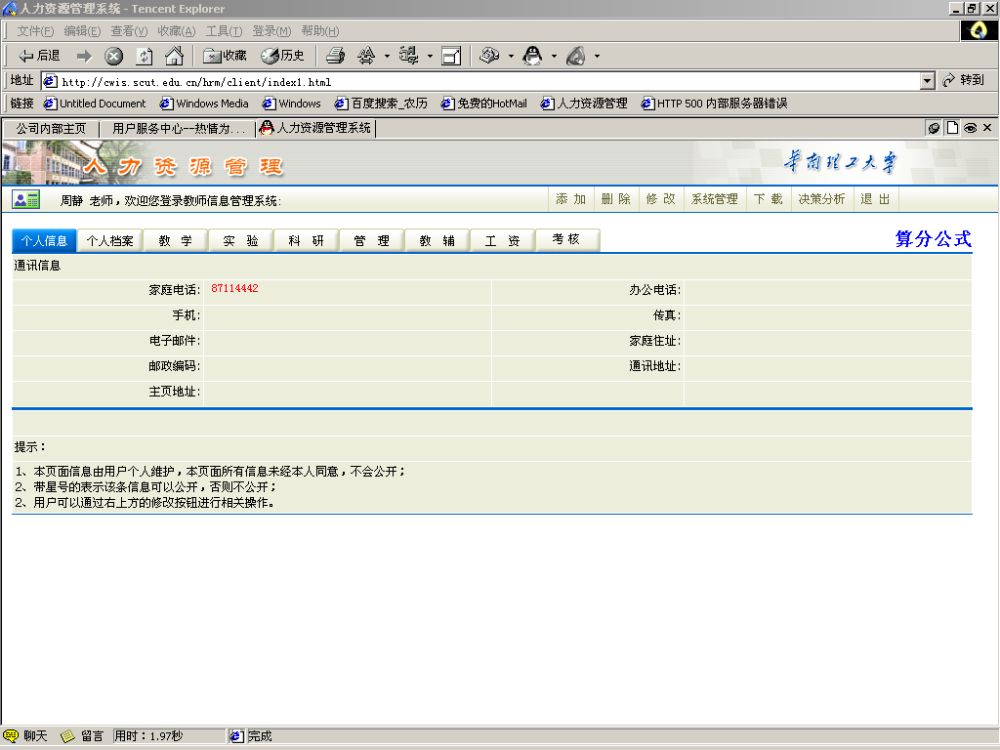 人力资源管理系统 - Tencent Explorer
文件(F) 编辑(E) 查看(V) 收藏(A) 工具(T) 登录(M) 帮助(H)
后退 收藏 历史
地址 http://cwis.scut.edu.cn/hrm/client/index1.html 转到
链接 Untitled Document Windows Media Windows 百度搜索_农历 免费的HotMail 人力资源管理 HTTP 500 内部服务器错误
公司内部主页 用户服务中心--热情为... 人力资源管理系统
人力资源管理 华南理工大学
周静 老师，欢迎您登录教师信息管理系统: 添 加 删 除 修 改 系统管理 下 载 决策分析 退 出
个人信息 个人档案 教 学 实 验 科 研 管 理 教 辅 工 资 考 核 算分公式
通讯信息
家庭电话: 87114442 办公电话:
手机: 传真:
电子邮件: 家庭住址:
邮政编码: 通讯地址:
主页地址:
提示：
1、本页面信息由用户个人维护，本页面所有信息未经本人同意，不会公开；
2、带星号的表示该条信息可以公开，否则不公开；
2、用户可以通过右上方的修改按钮进行相关操作。
聊天 留言 用时：1.97秒 完成